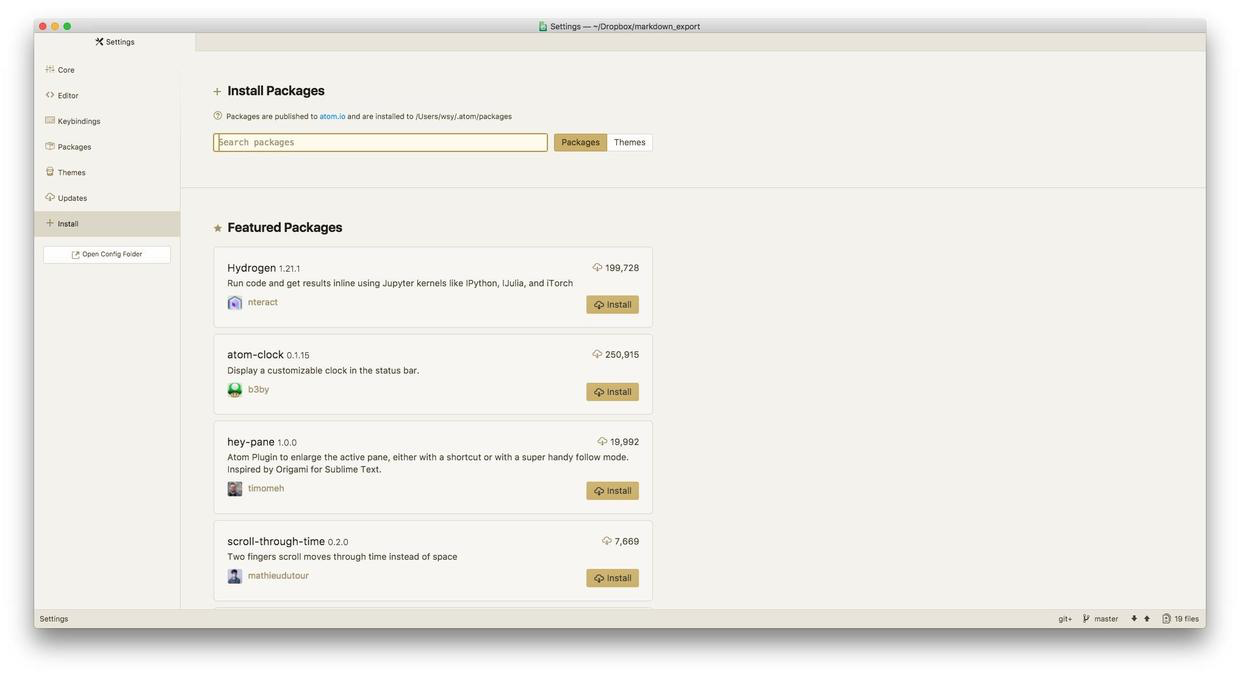 Settings — ~/Dropbox/markdown_export
Settings
Core
Editor
Keybindings
Packages
Themes
Updates
Install
Open Config Folder
Install Packages
Packages are published to atom.io and are installed to /Users/wsy/.atom/packages
Search packages
Packages Themes
Featured Packages
Hydrogen 1.21.1 199,728
Run code and get results inline using Jupyter kernels like IPython, IJulia, and iTorch
nteract Install
atom-clock 0.1.15 250,915
Display a customizable clock in the status bar.
b3by Install
hey-pane 1.0.0 19,992
Atom Plugin to enlarge the active pane, either with a shortcut or with a super handy follow mode.
Inspired by Origami for Sublime Text.
timomeh Install
scroll-through-time 0.2.0 7,669
Two fingers scroll moves through time instead of space
mathieudutour Install
Settings git+ master 19 files